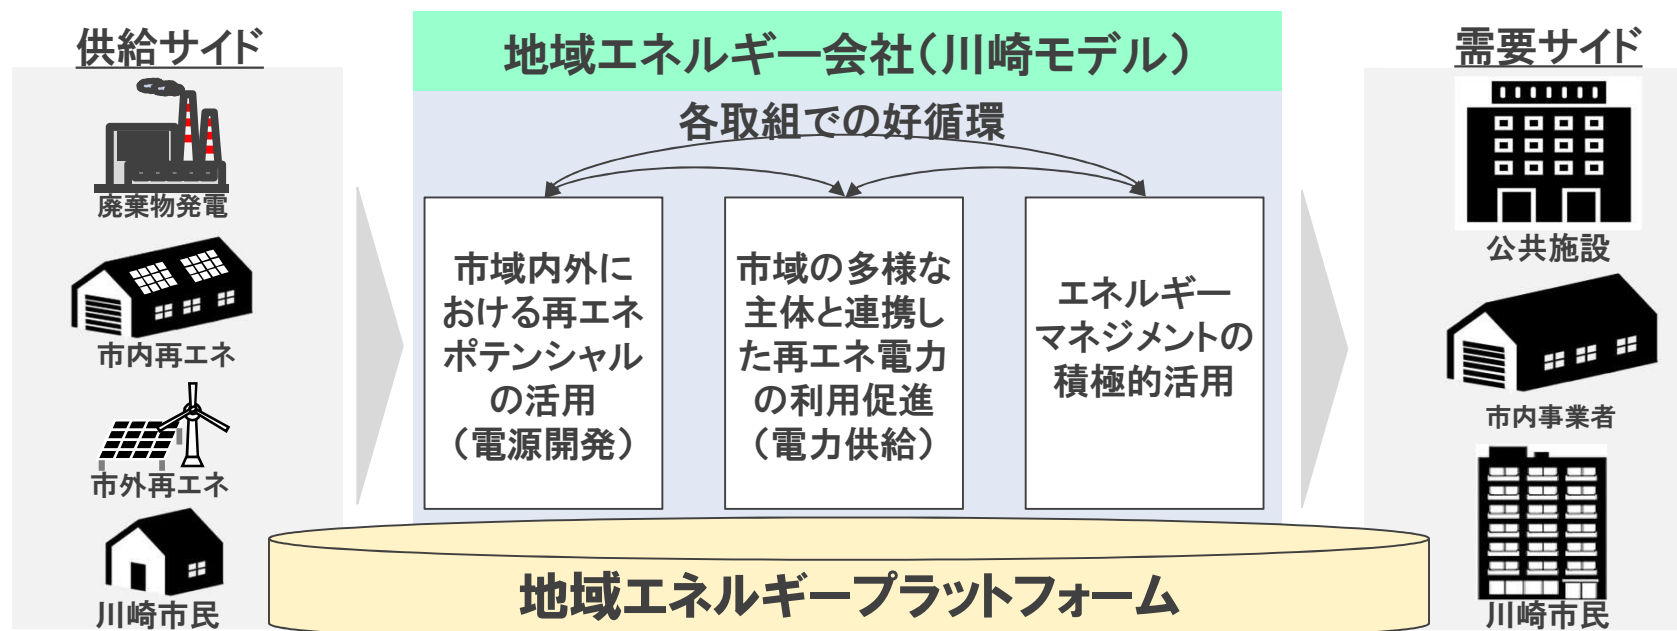 供給サイド
廃棄物発電
市内再エネ
市外再エネ
川崎市民
地域エネルギー会社（川崎モデル）
各取組での好循環
市域内外に
おける再エネ
ポテンシャル
の活用
（電源開発）
市域の多様な
主体と連携し
た再エネ電力
の利用促進
（電力供給）
エネルギー
マネジメントの
積極的活用
地域エネルギープラットフォーム
需要サイド
公共施設
市内事業者
川崎市民